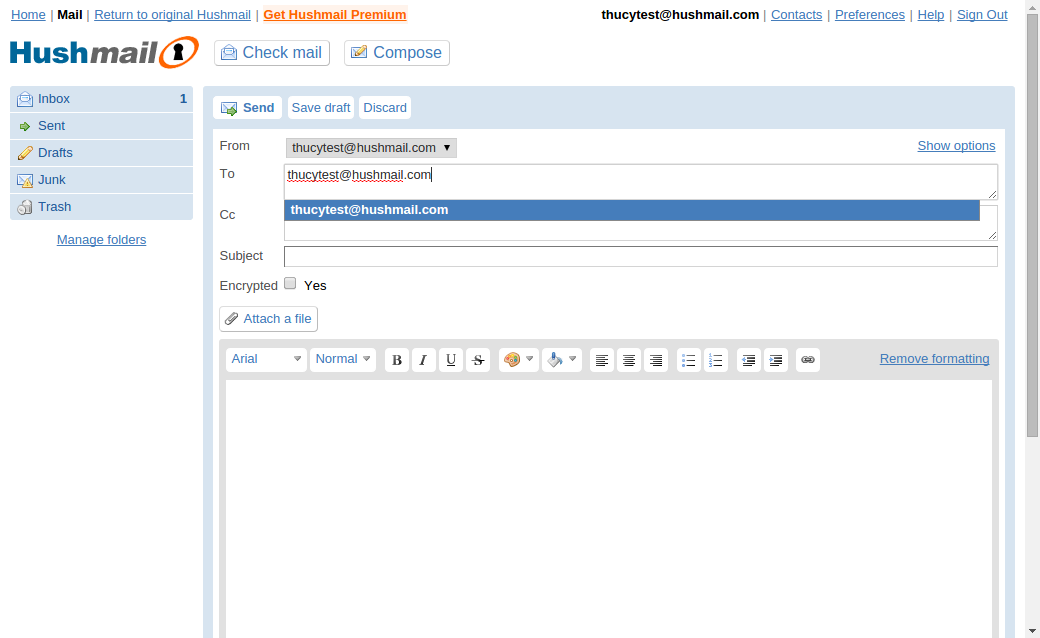 Home | Mail | Return to original Hushmail | Get Hushmail Premium
thucytest@hushmail.com | Contacts | Preferences | Help | Sign Out
Hushmail
Check mail
Compose
Inbox 1
Sent
Drafts
Junk
Trash
Manage folders
Send
Save draft
Discard
From thucytest@hushmail.com
Show options
To thucytest@hushmail.com
thucytest@hushmail.com
Cc
Subject
Encrypted Yes
Attach a file
Arial Normal B I U S
Remove formatting